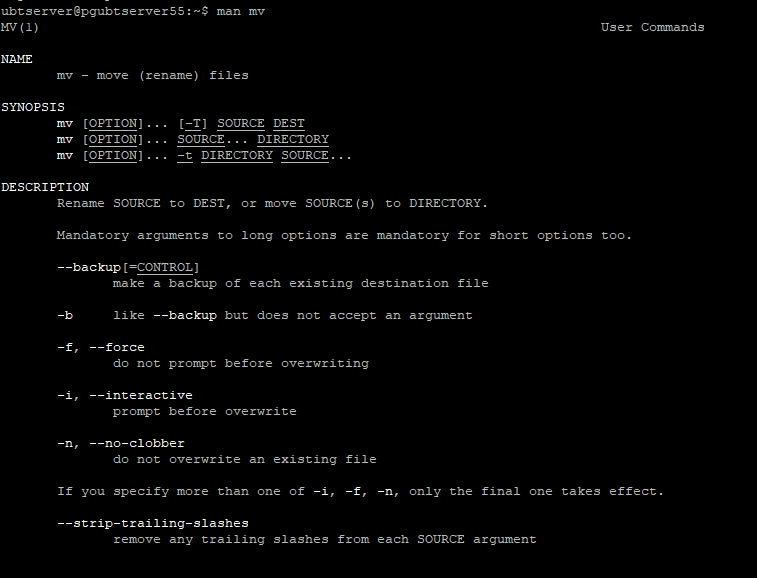 ubtserver@pgubtserver55:~$ man mv
MV(1) User Commands
NAME
mv - move (rename) files
SYNOPSIS
mv [OPTION]... [-T] SOURCE DEST
mv [OPTION]... SOURCE... DIRECTORY
mv [OPTION]... -t DIRECTORY SOURCE...
DESCRIPTION
Rename SOURCE to DEST, or move SOURCE(s) to DIRECTORY.
Mandatory arguments to long options are mandatory for short options too.
--backup[=CONTROL]
make a backup of each existing destination file
-b like --backup but does not accept an argument
-f, --force
do not prompt before overwriting
-i, --interactive
prompt before overwrite
-n, --no-clobber
do not overwrite an existing file
If you specify more than one of -i, -f, -n, only the final one takes effect.
--strip-trailing-slashes
remove any trailing slashes from each SOURCE argument